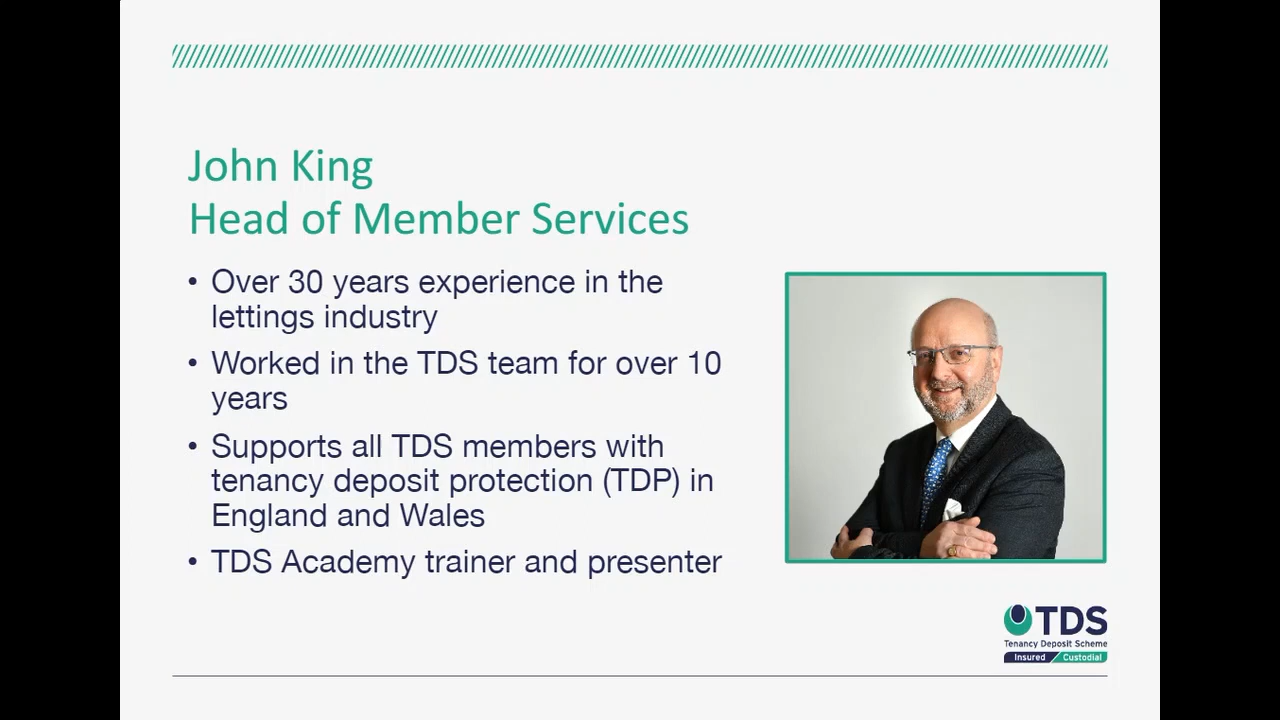 John King
Head of Member Services
• Over 30 years experience in the
lettings industry
• Worked in the TDS team for over 10
years
• Supports all TDS members with
tenancy deposit protection (TDP) in
England and Wales
• TDS Academy trainer and presenter
TDS
Tenancy Deposit Scheme
Insured Custodial